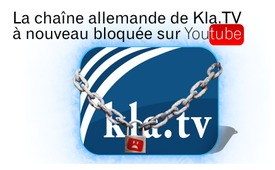 La chaîne allemande de Kla.TV
à nouveau bloquée sur Youtube
kla.tv